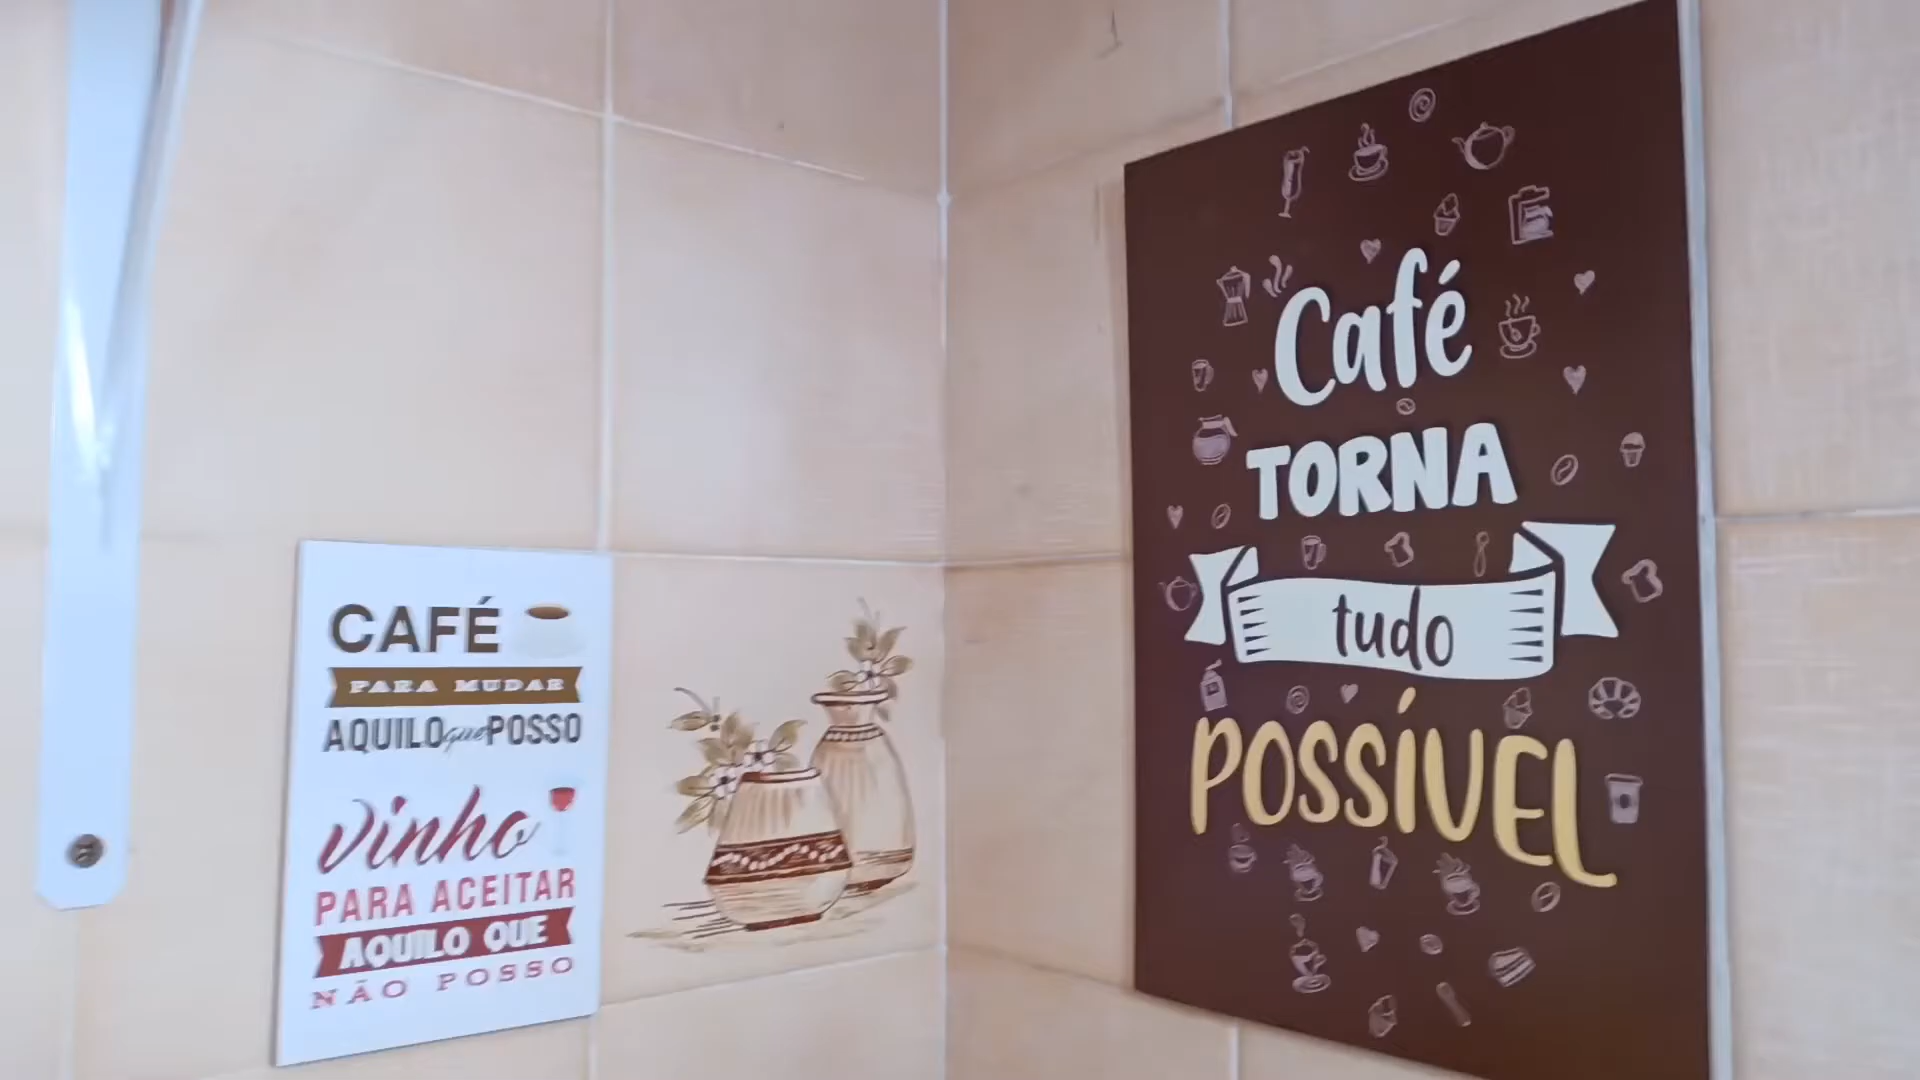 CAFÉ
PARA MUDAR
AQUILO que POSSO
vinho
PARA ACEITAR
AQUILO QUE
NÃO POSSO
Café
TORNA
tudo
POSSÍVEL